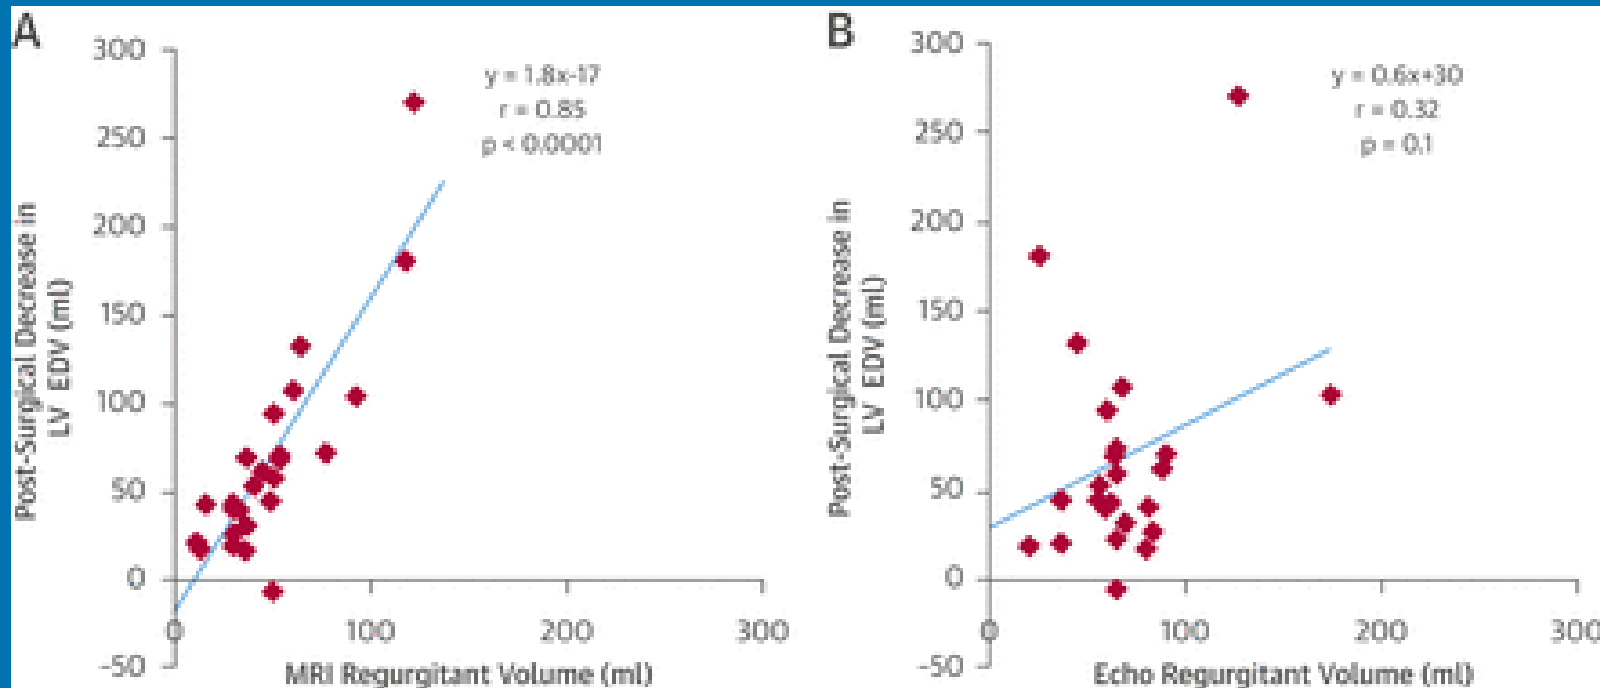 A
300
250
200
150
100
50
0
-50
0 100 200 300
y = 1.8x-17
r = 0.85
p < 0.0001
Post-Surgical Decrease in
LV EDV (ml)
MRI Regurgitant Volume (ml)
B
300
250
200
150
100
50
0
-50
0 100 200 300
y = 0.6x+30
r = 0.32
p = 0.1
Post-Surgical Decrease in
LV EDV (ml)
Echo Regurgitant Volume (ml)